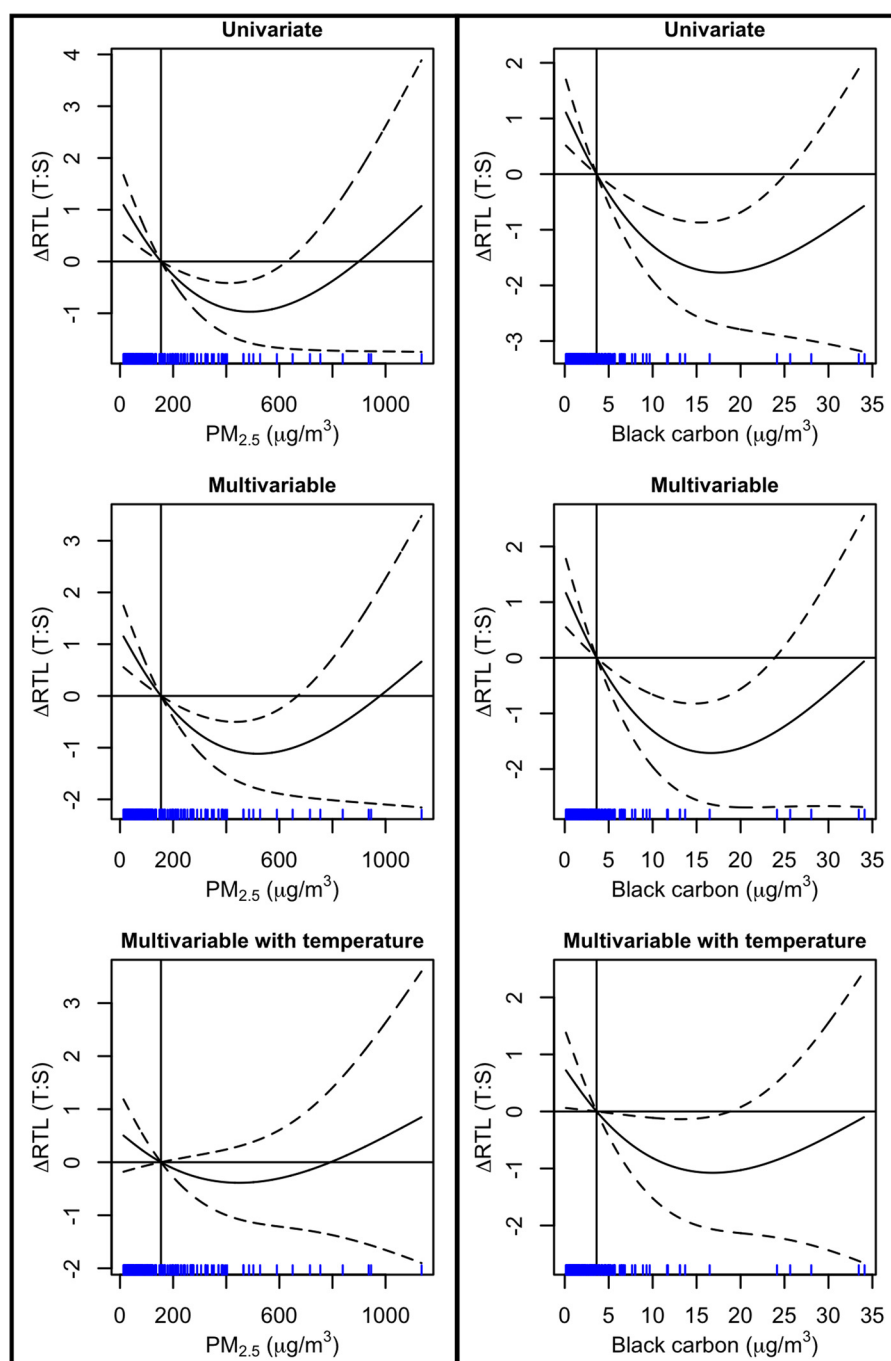 Univariate
ΔRTL (T:S)
4
3
2
1
0
-1
0 200 600 1000
PM2.5 (μg/m³)
Univariate
ΔRTL (T:S)
2
1
0
-1
-2
-3
0 5 10 15 20 25 30 35
Black carbon (μg/m³)
Multivariable
ΔRTL (T:S)
3
2
1
0
-1
-2
0 200 600 1000
PM2.5 (μg/m³)
Multivariable
ΔRTL (T:S)
2
1
0
-1
-2
0 5 10 15 20 25 30 35
Black carbon (μg/m³)
Multivariable with temperature
ΔRTL (T:S)
3
2
1
0
-1
-2
0 200 600 1000
PM2.5 (μg/m³)
Multivariable with temperature
ΔRTL (T:S)
2
1
0
-1
-2
0 5 10 15 20 25 30 35
Black carbon (μg/m³)